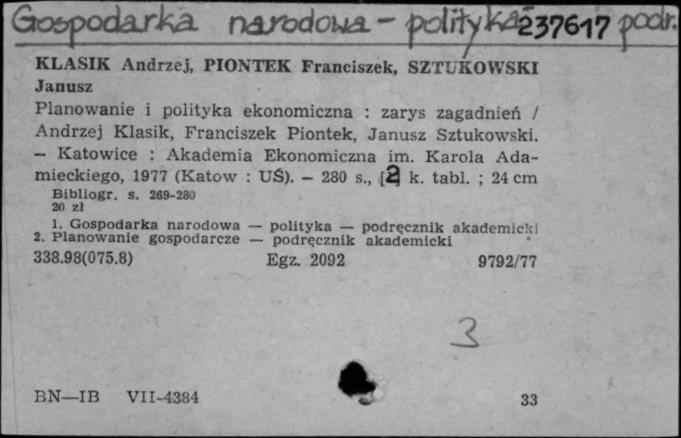 Gospodarka narodowa - polityka 237617 podr.
KLASIK Andrzej, PIONTEK Franciszek, SZTUKOWSKI
Janusz
Planowanie i polityka ekonomiczna : zarys zagadnień /
Andrzej Klasik, Franciszek Piontek, Janusz Sztukowski.
— Katowice : Akademia Ekonomiczna im. Karola Ada-
mieckiego, 1977 (Katow : UŚ). — 280 s., [2] k. tabl. ; 24 cm
Bibliogr. s. 269-280
20 zł
1. Gospodarka narodowa — polityka — podręcznik akademicki
2. Planowanie gospodarcze — podręcznik akademicki
338.98(075.8) Egz. 2092 9792/77
3
BN—IB VII-4384 33